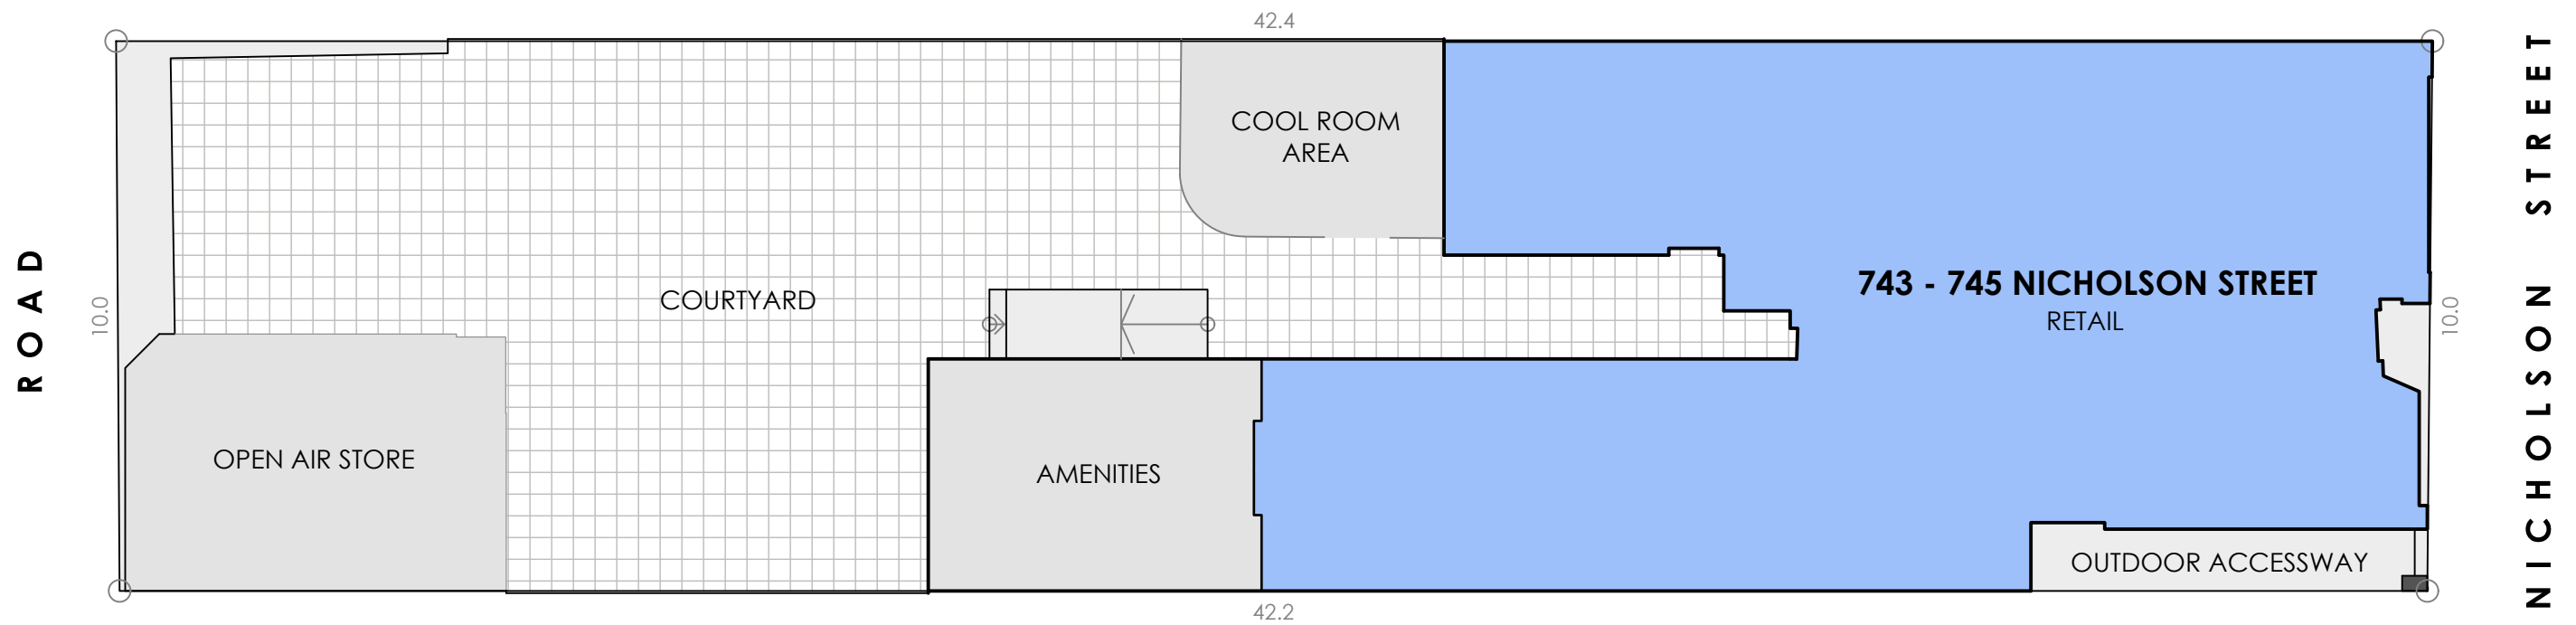 42.4
COOL ROOM
AREA
ROAD
10.0
COURTYARD
743 - 745 NICHOLSON STREET
RETAIL
10.0
NICHOLSON STREET
OPEN AIR STORE
AMENITIES
OUTDOOR ACCESSWAY
42.2